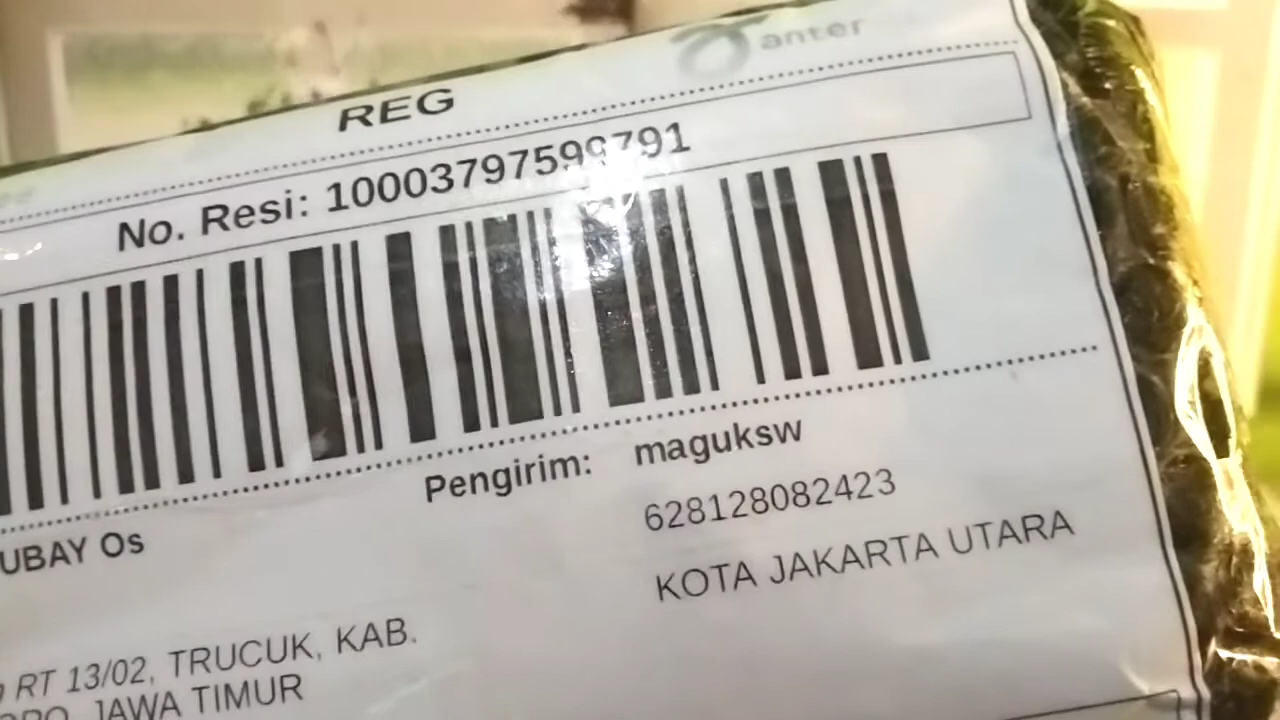 anter
REG
No. Resi: 10003797599791
Pengirim: maguksw
628128082423
KOTA JAKARTA UTARA
UBAY Os
RT 13/02, TRUCUK, KAB.
JAWA TIMUR